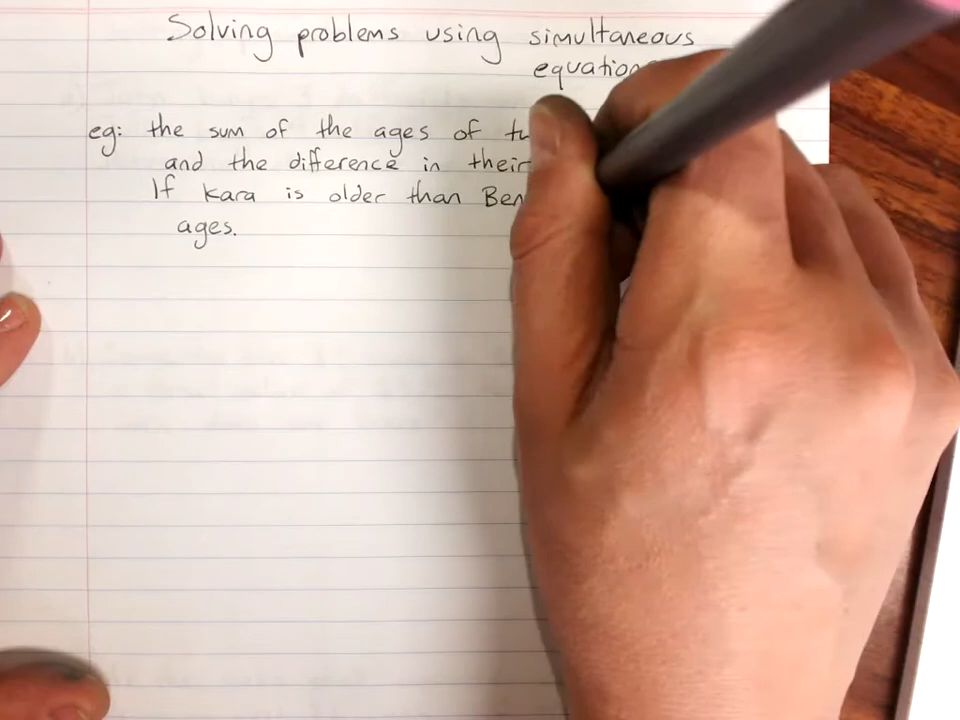 Solving problems using simultaneous
equation
eg: the sum of the ages of
and the difference in their
If Kara is older than Ben
ages.